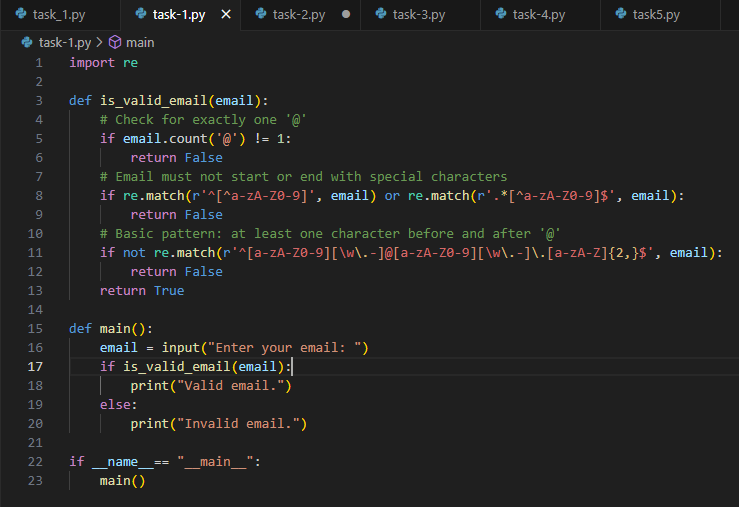 task_1.py task-1.py × task-2.py task-3.py task-4.py task5.py
task-1.py > main
1 import re
2
3 def is_valid_email(email):
4     # Check for exactly one '@'
5     if email.count('@') != 1:
6         return False
7     # Email must not start or end with special characters
8     if re.match(r'^[^a-zA-Z0-9]', email) or re.match(r'.*[^a-zA-Z0-9]$', email):
9         return False
10     # Basic pattern: at least one character before and after '@'
11     if not re.match(r'^[a-zA-Z0-9][\w\.-]@[a-zA-Z0-9][\w\.-]\.[a-zA-Z]{2,}$', email):
12         return False
13     return True
14
15 def main():
16     email = input("Enter your email: ")
17     if is_valid_email(email):
18         print("Valid email.")
19     else:
20         print("Invalid email.")
21
22 if __name__== "__main__":
23     main()